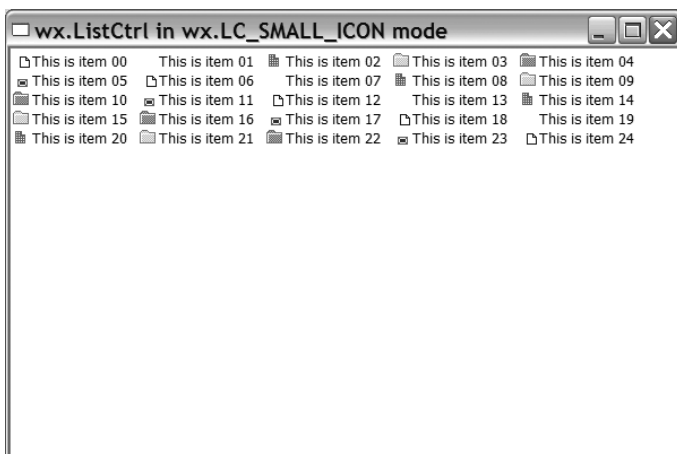 wx.ListCtrl in wx.LC_SMALL_ICON mode
This is item 00 This is item 01 This is item 02 This is item 03 This is item 04
This is item 05 This is item 06 This is item 07 This is item 08 This is item 09
This is item 10 This is item 11 This is item 12 This is item 13 This is item 14
This is item 15 This is item 16 This is item 17 This is item 18 This is item 19
This is item 20 This is item 21 This is item 22 This is item 23 This is item 24